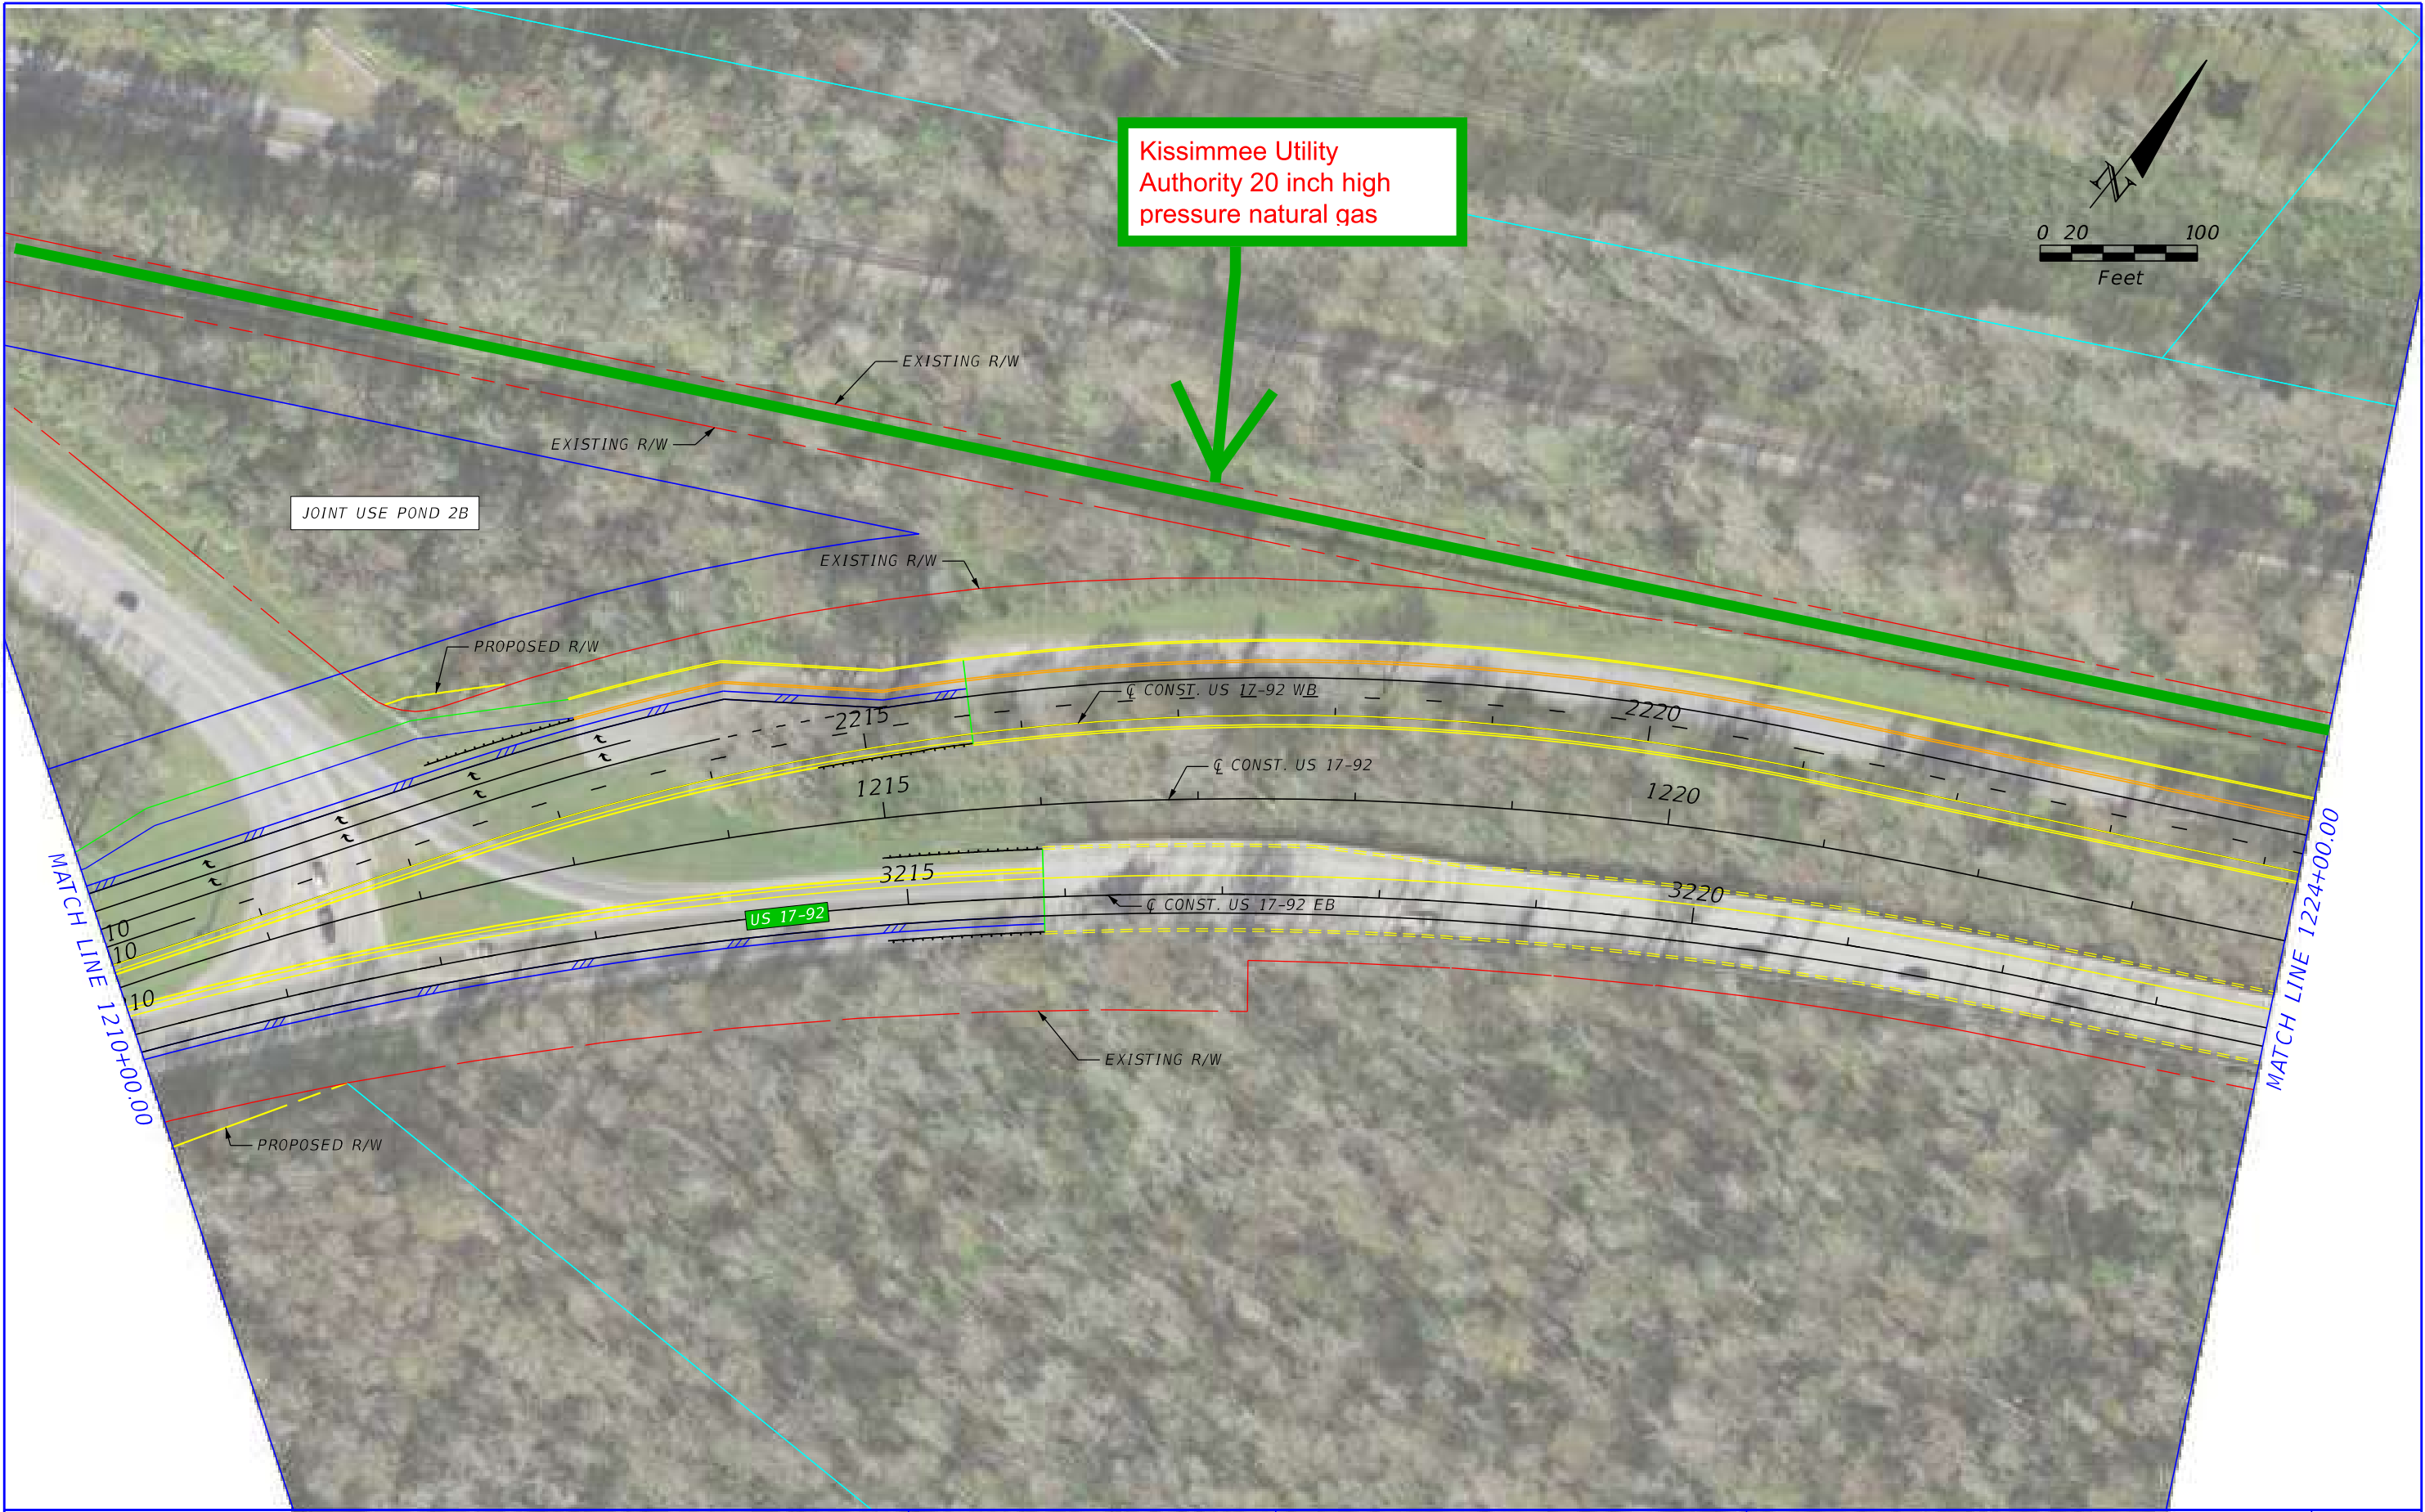 Kissimmee Utility
Authority 20 inch high
pressure natural gas
N
0 20 100
Feet
EXISTING R/W
EXISTING R/W
JOINT USE POND 2B
EXISTING R/W
PROPOSED R/W
℄ CONST. US 17-92 WB
2215
2220
℄ CONST. US 17-92
1215
1220
3215
3220
℄ CONST. US 17-92 EB
US 17-92
10
10
10
MATCH LINE 1210+00.00
MATCH LINE 1224+00.00
EXISTING R/W
PROPOSED R/W